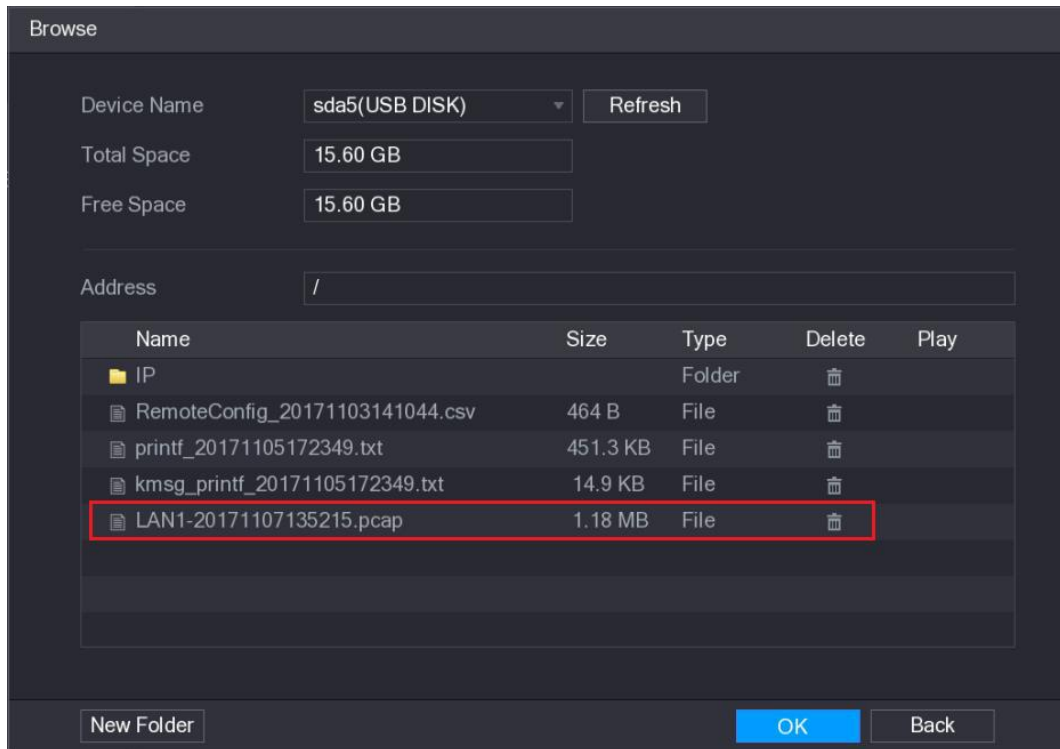 Browse
Device Name sda5(USB DISK) Refresh
Total Space 15.60 GB
Free Space 15.60 GB
Address /
Name Size Type Delete Play
IP Folder
RemoteConfig_20171103141044.csv 464 B File
printf_20171105172349.txt 451.3 KB File
kmsg_printf_20171105172349.txt 14.9 KB File
LAN1-20171107135215.pcap 1.18 MB File
New Folder OK Back